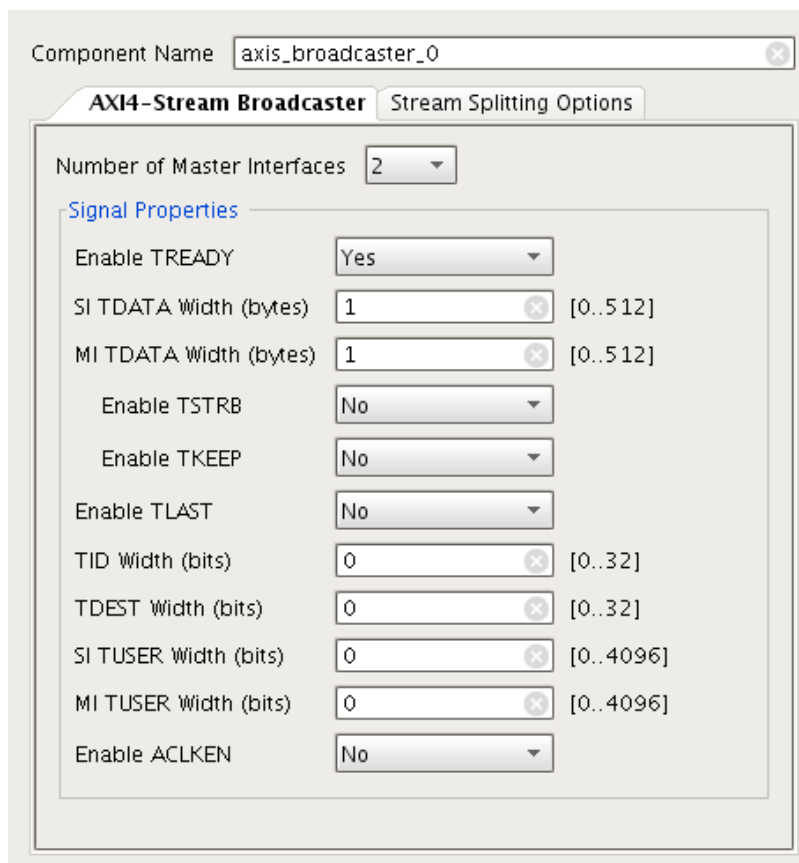 Component Name axis_broadcaster_0
AXI4-Stream Broadcaster Stream Splitting Options
Number of Master Interfaces 2
Signal Properties
Enable TREADY Yes
SI TDATA Width (bytes) 1 [0..512]
MI TDATA Width (bytes) 1 [0..512]
Enable TSTRB No
Enable TKEEP No
Enable TLAST No
TID Width (bits) 0 [0..32]
TDEST Width (bits) 0 [0..32]
SI TUSER Width (bits) 0 [0..4096]
MI TUSER Width (bits) 0 [0..4096]
Enable ACLKEN No